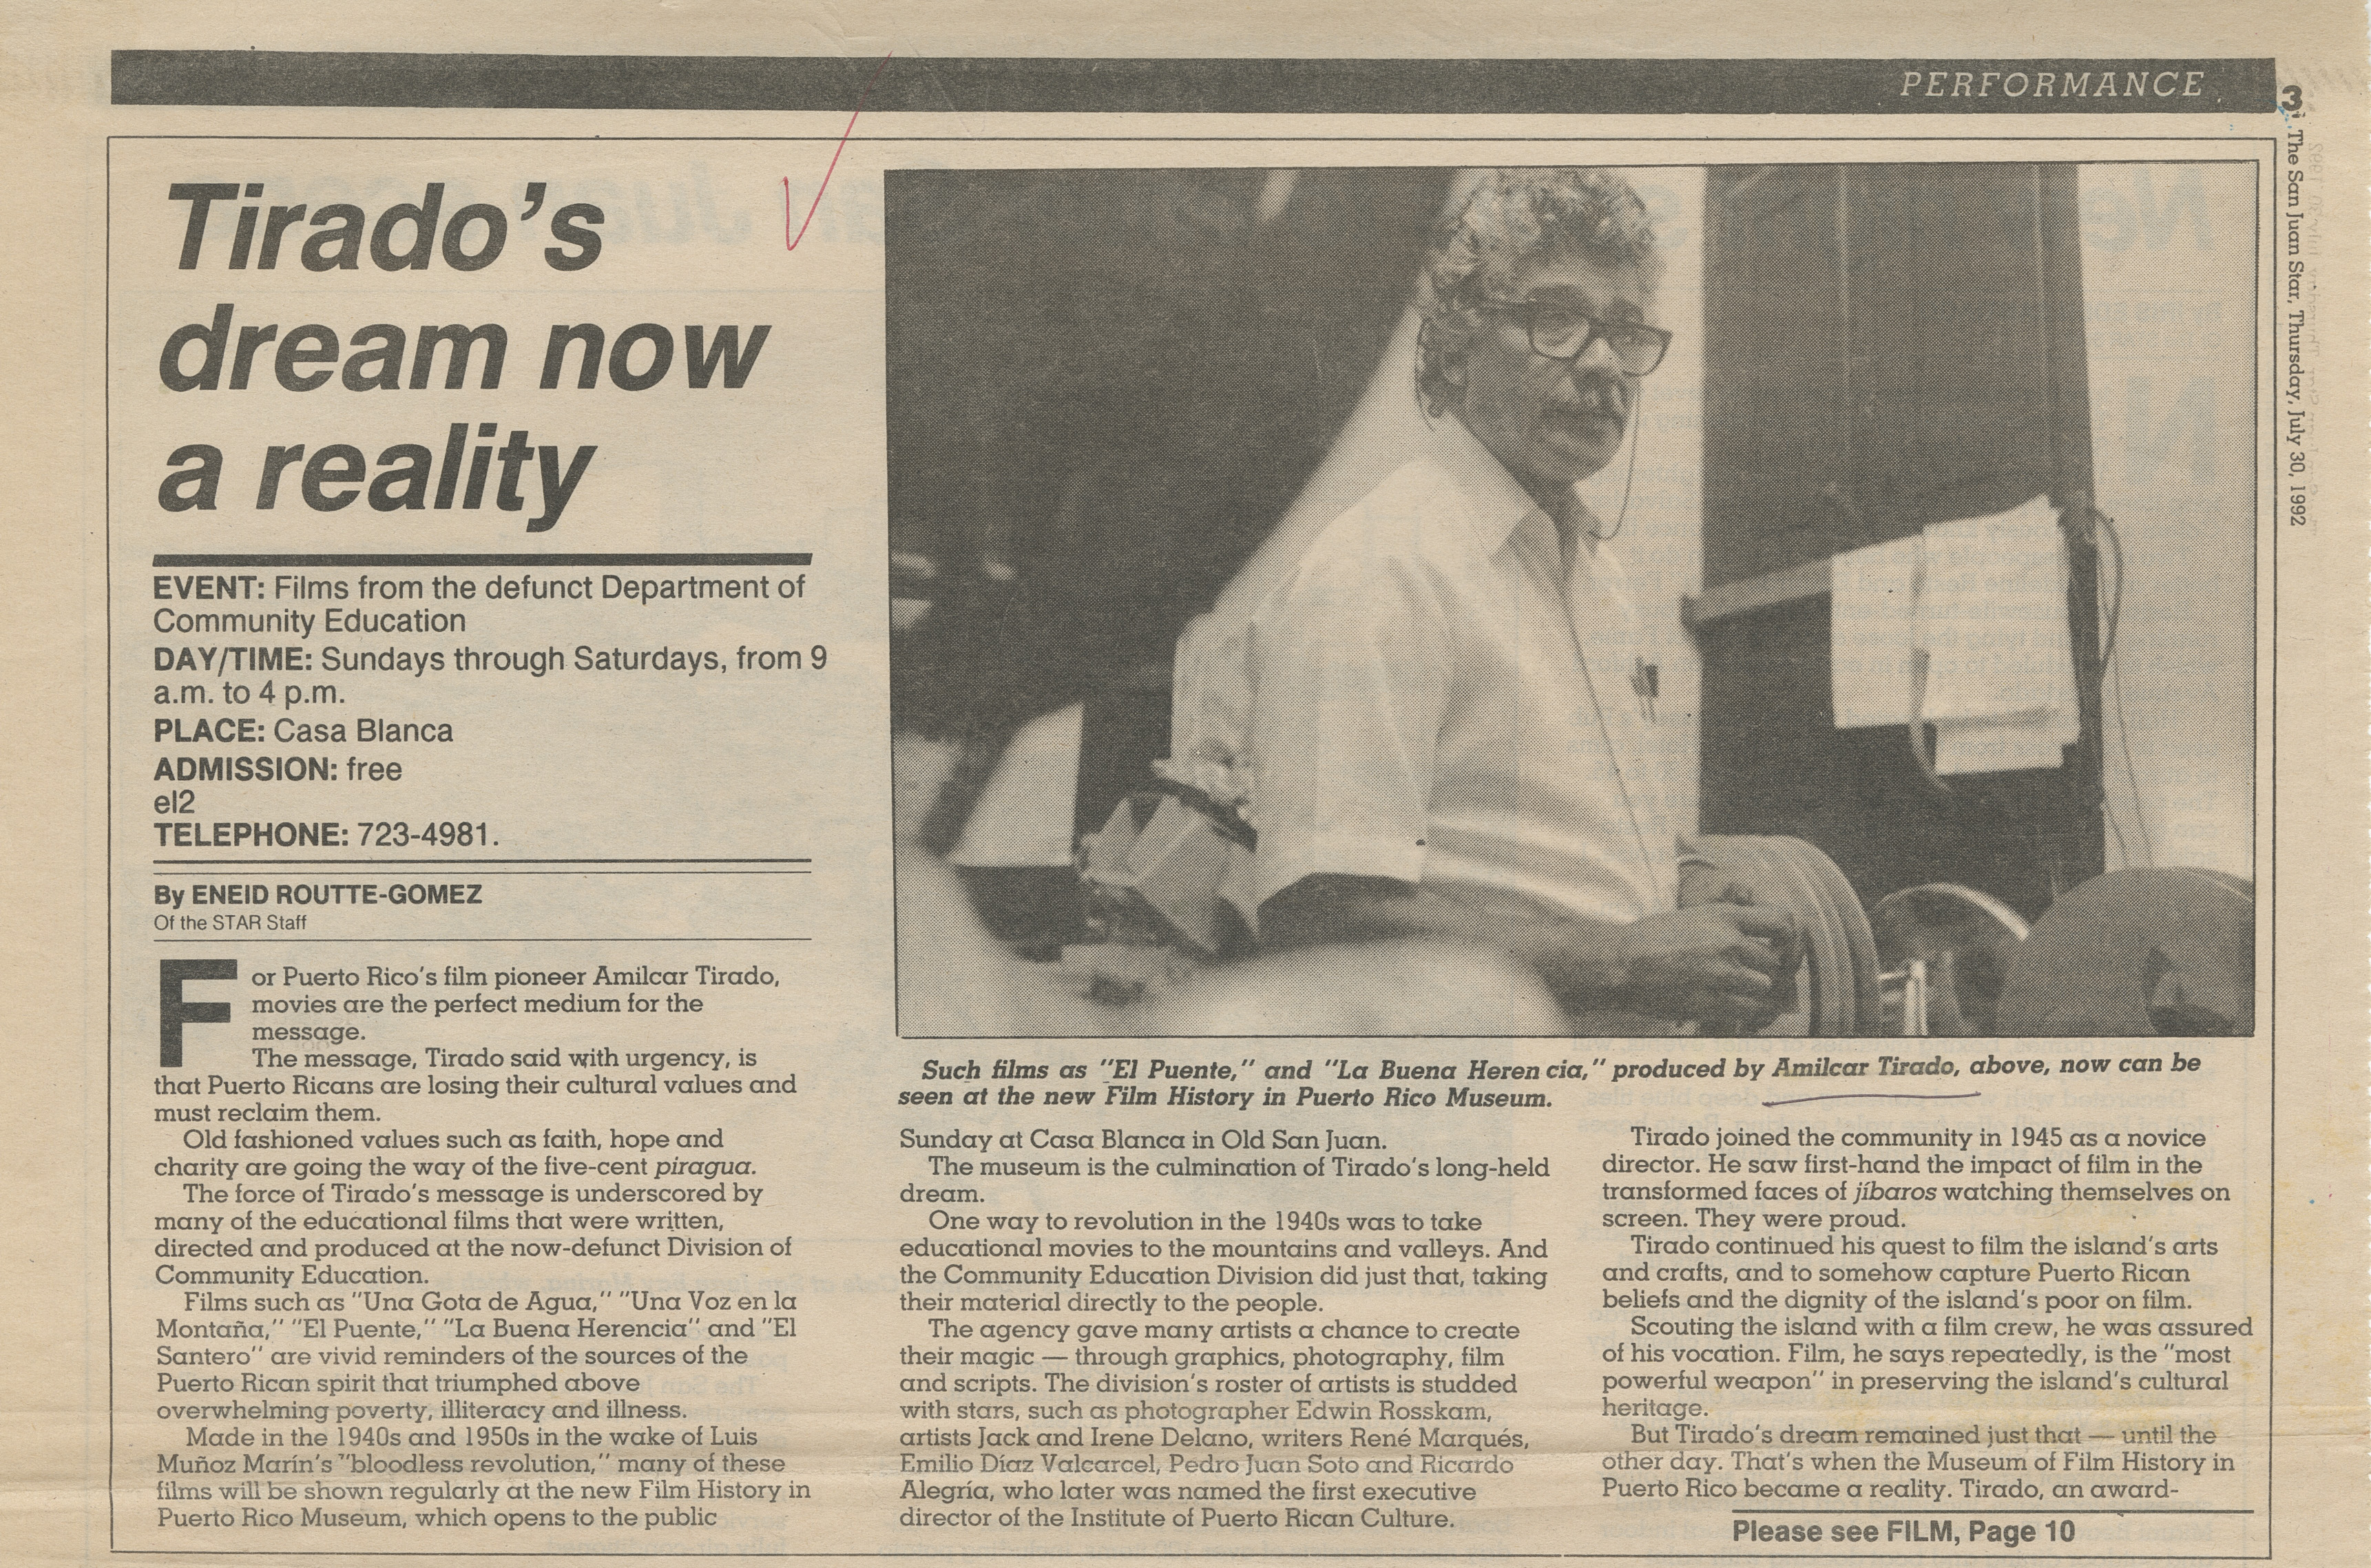 PERFORMANCE
3
The San Juan Star, Thursday, July 30, 1992
Tirado's
dream now
a reality
EVENT: Films from the defunct Department of
Community Education
DAY/TIME: Sundays through Saturdays, from 9
a.m. to 4 p.m.
PLACE: Casa Blanca
ADMISSION: free
el2
TELEPHONE: 723-4981.
By ENEID ROUTTE-GOMEZ
Of the STAR Staff
For Puerto Rico's film pioneer Amilcar Tirado,
movies are the perfect medium for the
message.
The message, Tirado said with urgency, is
that Puerto Ricans are losing their cultural values and
must reclaim them.
Old fashioned values such as faith, hope and
charity are going the way of the five-cent piragua.
The force of Tirado's message is underscored by
many of the educational films that were written,
directed and produced at the now-defunct Division of
Community Education.
Films such as "Una Gota de Agua," "Una Voz en la
Montaña," "El Puente," "La Buena Herencia" and "El
Santero" are vivid reminders of the sources of the
Puerto Rican spirit that triumphed above
overwhelming poverty, illiteracy and illness.
Made in the 1940s and 1950s in the wake of Luis
Muñoz Marín's "bloodless revolution," many of these
films will be shown regularly at the new Film History in
Puerto Rico Museum, which opens to the public
Such films as "El Puente," and "La Buena Heren cia," produced by Amilcar Tirado, above, now can be
seen at the new Film History in Puerto Rico Museum.
Sunday at Casa Blanca in Old San Juan.
The museum is the culmination of Tirado's long-held
dream.
One way to revolution in the 1940s was to take
educational movies to the mountains and valleys. And
the Community Education Division did just that, taking
their material directly to the people.
The agency gave many artists a chance to create
their magic — through graphics, photography, film
and scripts. The division's roster of artists is studded
with stars, such as photographer Edwin Rosskam,
artists Jack and Irene Delano, writers René Marqués,
Emilio Díaz Valcarcel, Pedro Juan Soto and Ricardo
Alegría, who later was named the first executive
director of the Institute of Puerto Rican Culture.
Tirado joined the community in 1945 as a novice
director. He saw first-hand the impact of film in the
transformed faces of jíbaros watching themselves on
screen. They were proud.
Tirado continued his quest to film the island's arts
and crafts, and to somehow capture Puerto Rican
beliefs and the dignity of the island's poor on film.
Scouting the island with a film crew, he was assured
of his vocation. Film, he says repeatedly, is the "most
powerful weapon" in preserving the island's cultural
heritage.
But Tirado's dream remained just that — until the
other day. That's when the Museum of Film History in
Puerto Rico became a reality. Tirado, an award-
Please see FILM, Page 10